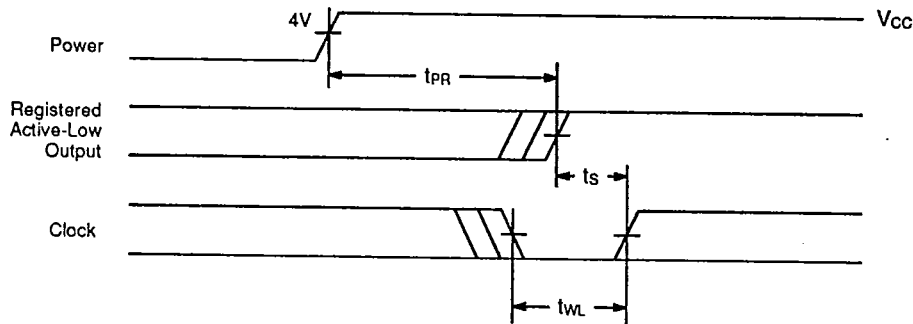 4V
VCC
Power
tPR
Registered
Active-Low
Output
tS
Clock
tWL